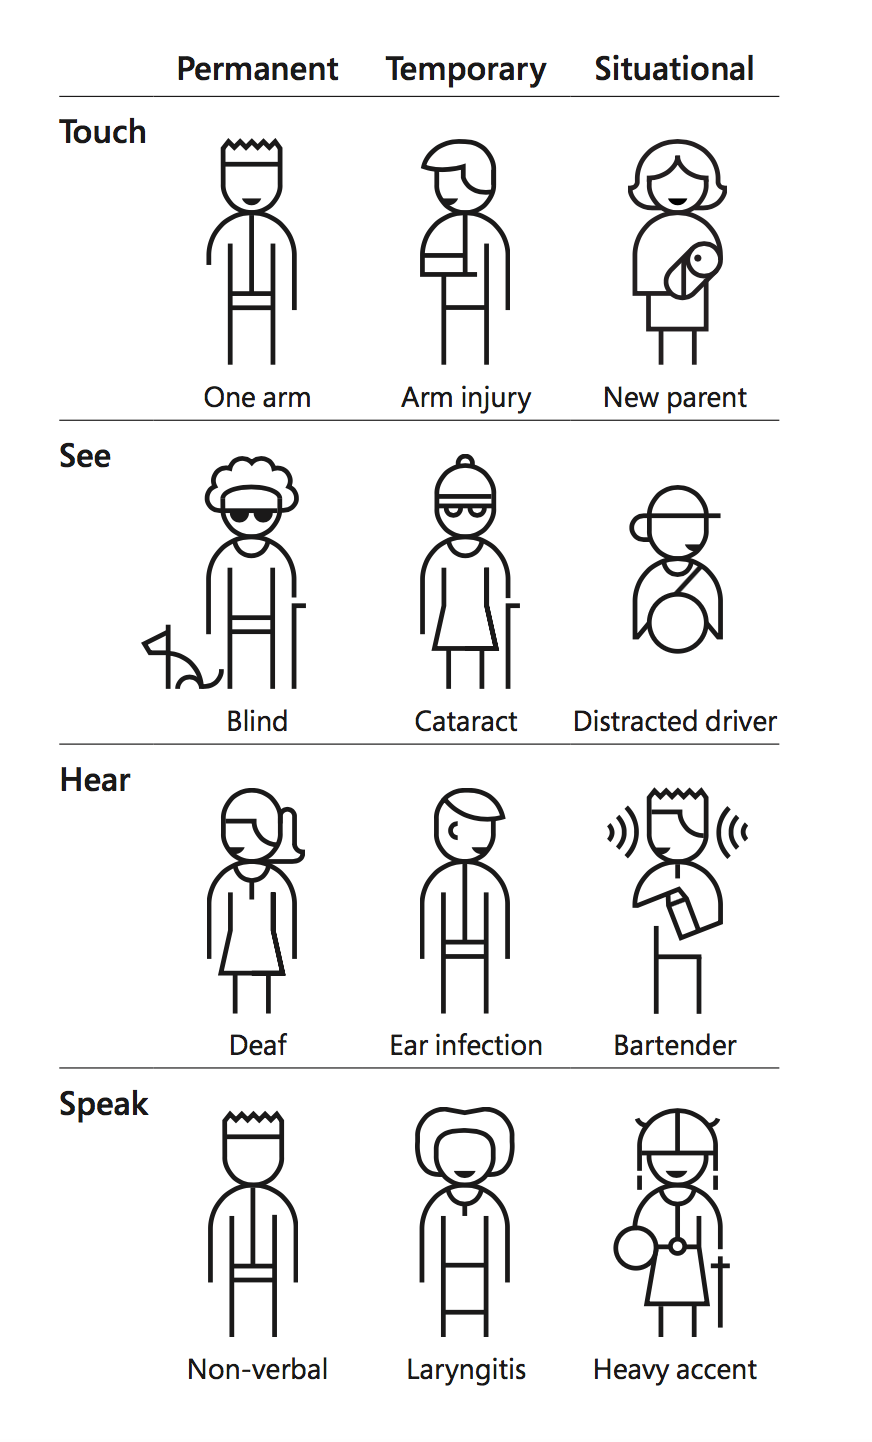 Permanent Temporary Situational
Touch
One arm Arm injury New parent
See
Blind Cataract Distracted driver
Hear
Deaf Ear infection Bartender
Speak
Non-verbal Laryngitis Heavy accent